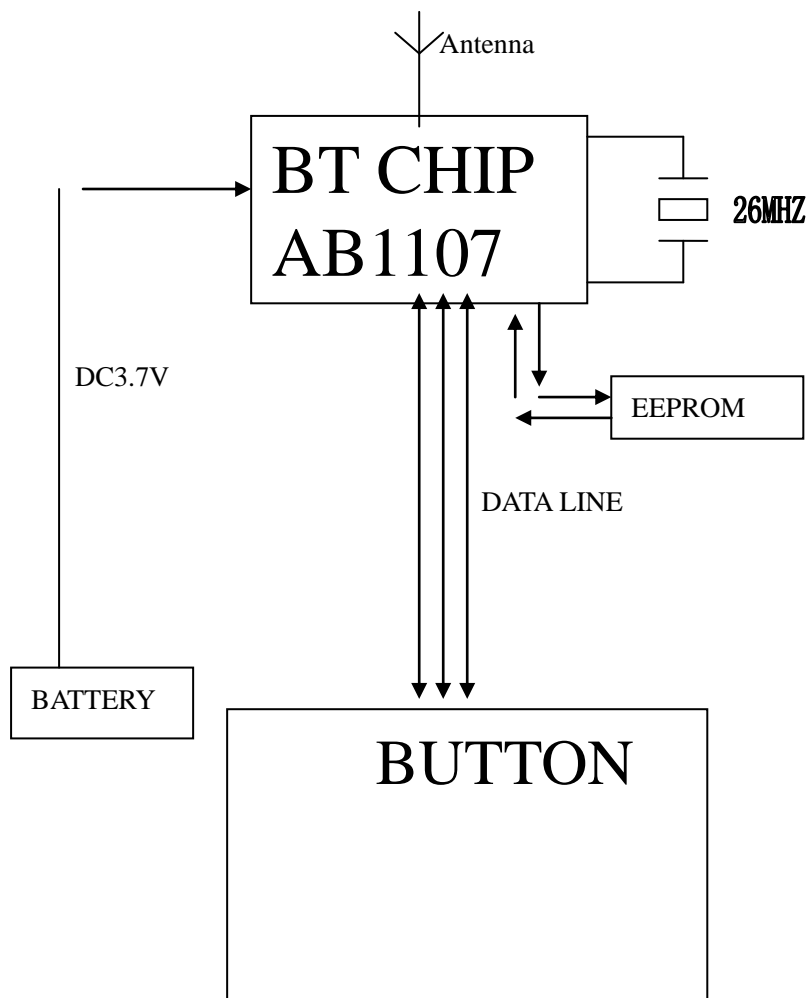 Antenna
BT CHIP
AB1107
26MHZ
DC3.7V
EEPROM
DATA LINE
BATTERY
BUTTON